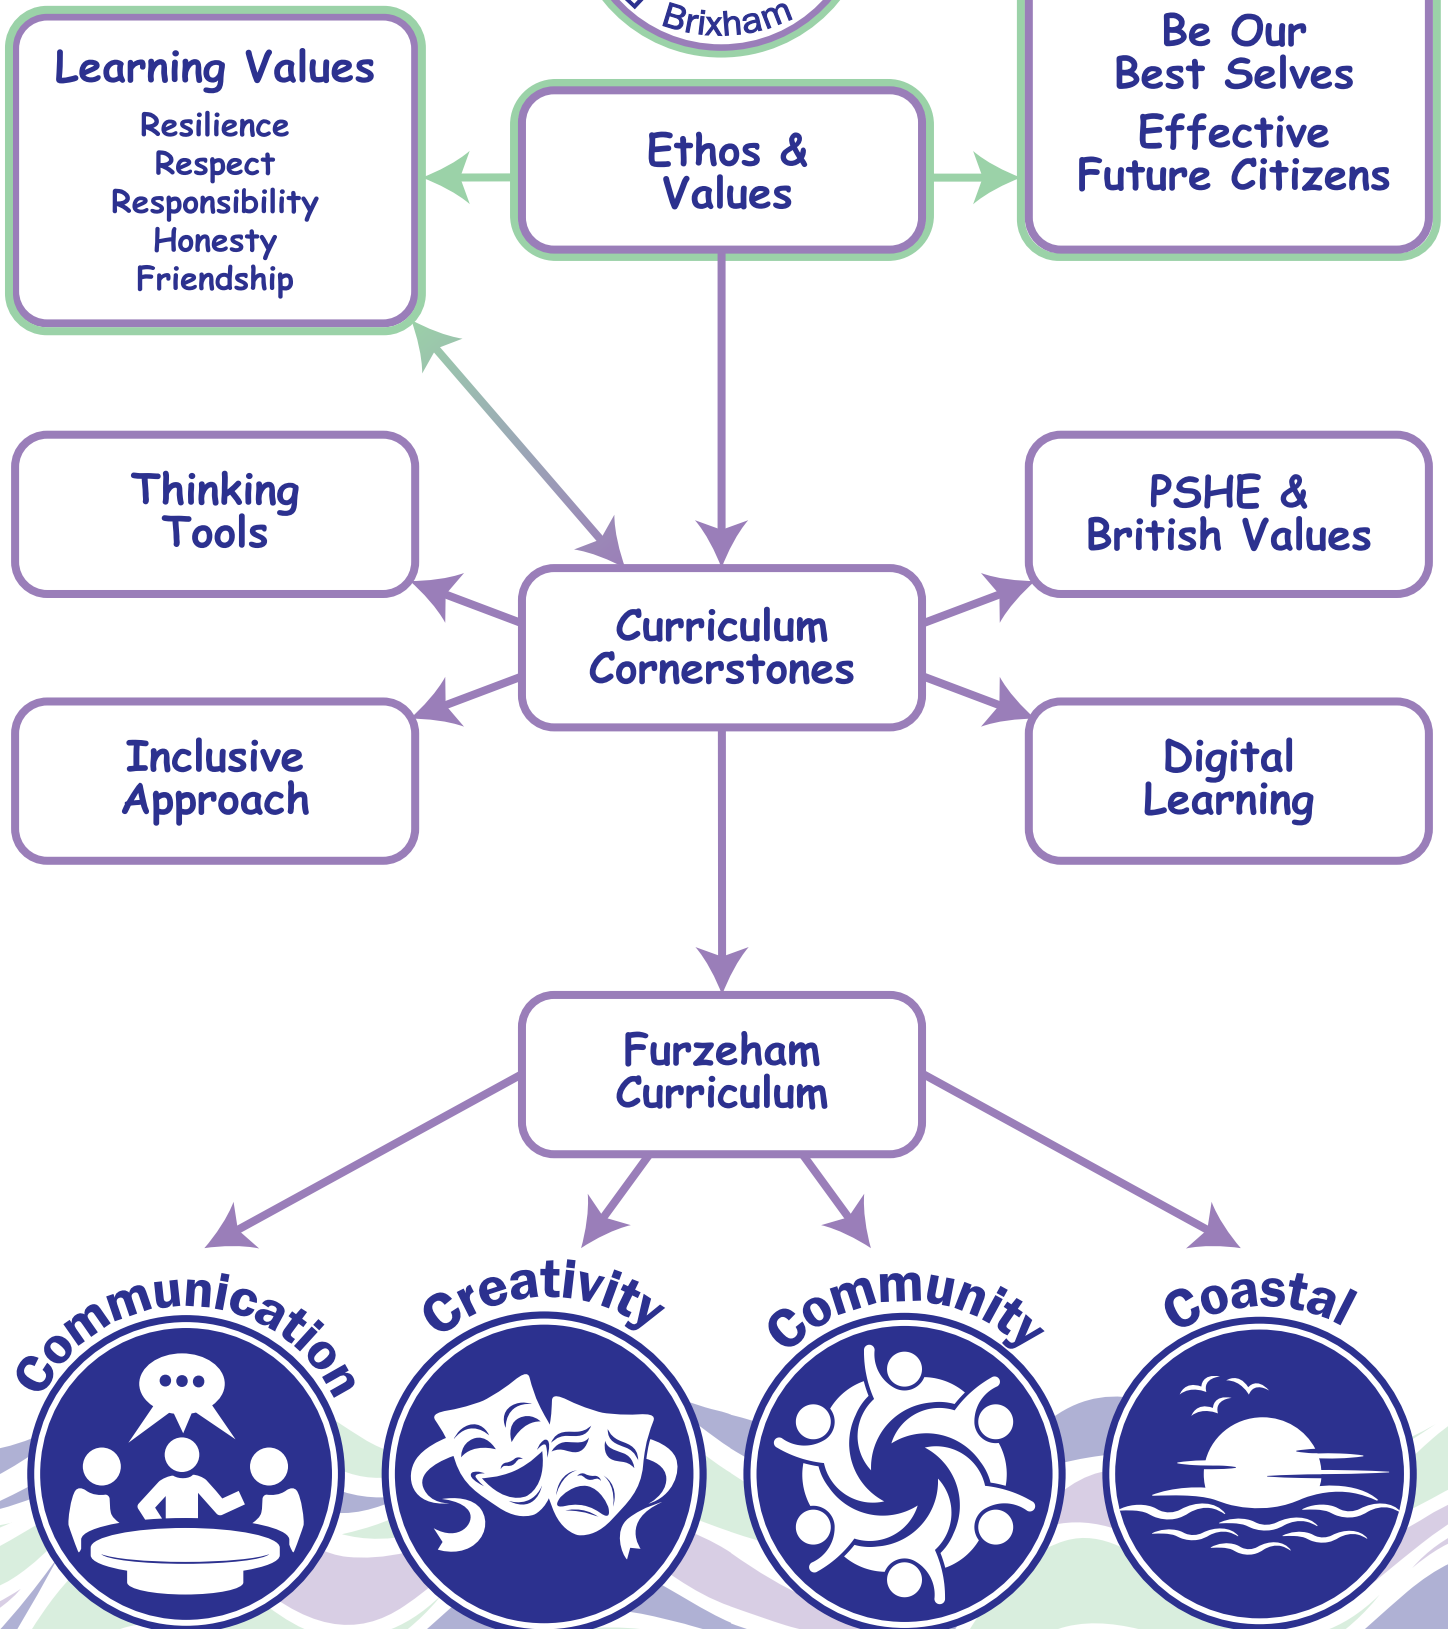 Brixham
Learning Values
Resilience
Respect
Responsibility
Honesty
Friendship
Ethos &
Values
Be Our
Best Selves
Effective
Future Citizens
Thinking
Tools
PSHE &
British Values
Curriculum
Cornerstones
Inclusive
Approach
Digital
Learning
Furzeham
Curriculum
Communication
Creativity
Community
Coastal